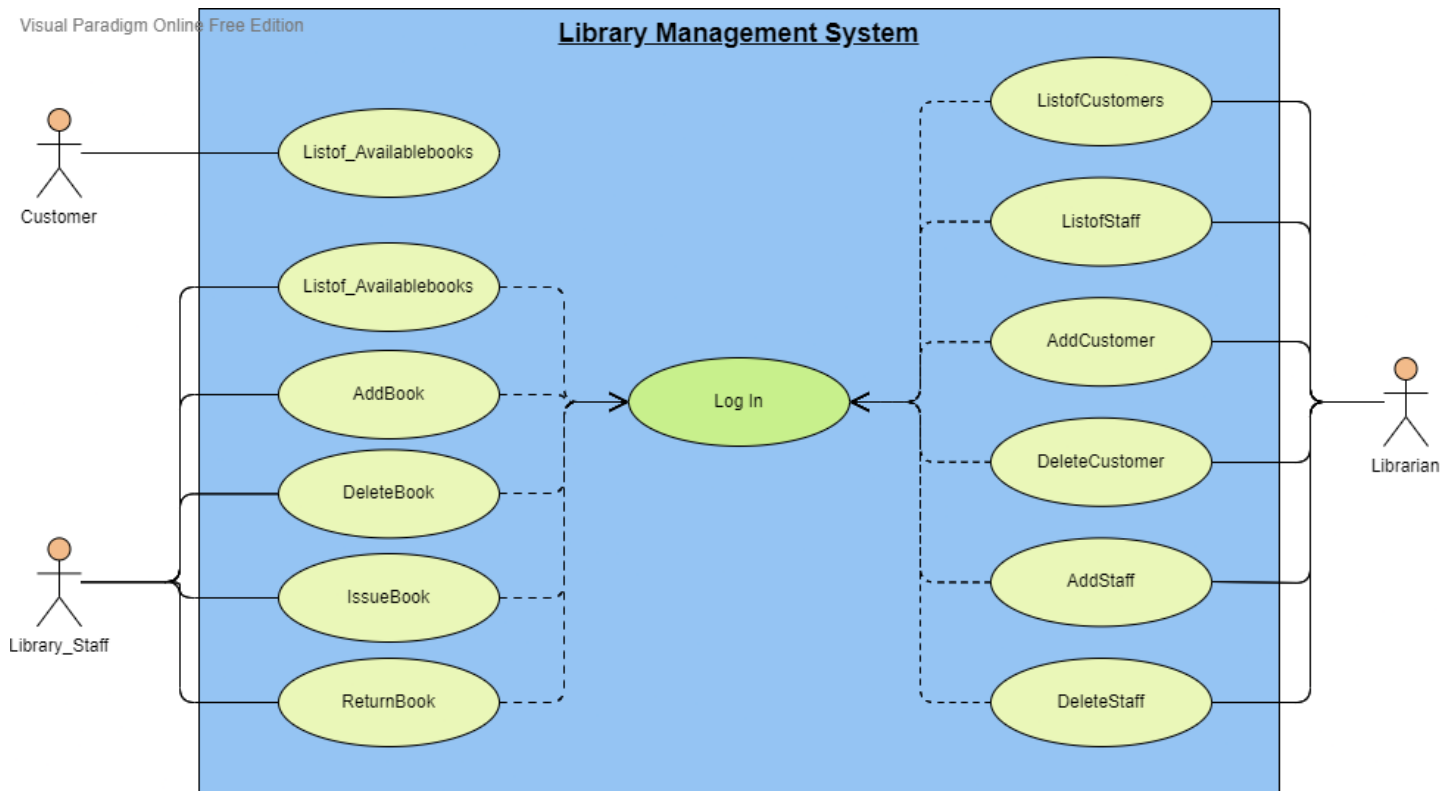 Visual Paradigm Online Free Edition
Library Management System
Customer
Listof_Availablebooks
Listof_Availablebooks
AddBook
DeleteBook
IssueBook
ReturnBook
Library_Staff
Log In
ListofCustomers
ListofStaff
AddCustomer
DeleteCustomer
AddStaff
DeleteStaff
Librarian